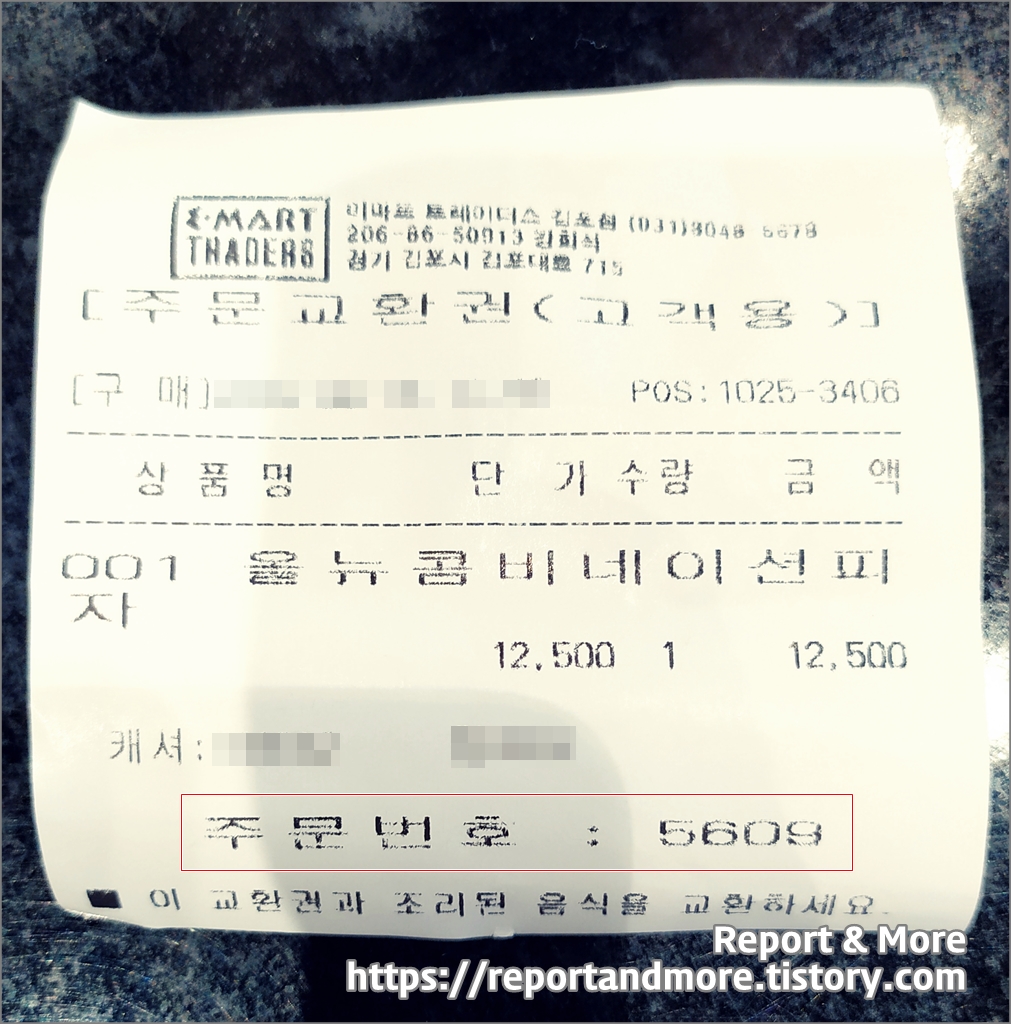 E·MART
TRADERS
이마트 트레이더스 김포점 (031)8048-5678
206-86-50913 강희석
경기 김포시 김포대로 715
[주문교환권(고객용)]
[구 매] POS:1025-3406
상 품 명 단 가 수량 금 액
001 올뉴콤비네이션피
자
12,500 1 12,500
캐셔:
주문번호 : 5609
■ 이 교환권과 조리된 음식을 교환하세요.
Report & More
https://reportandmore.tistory.com